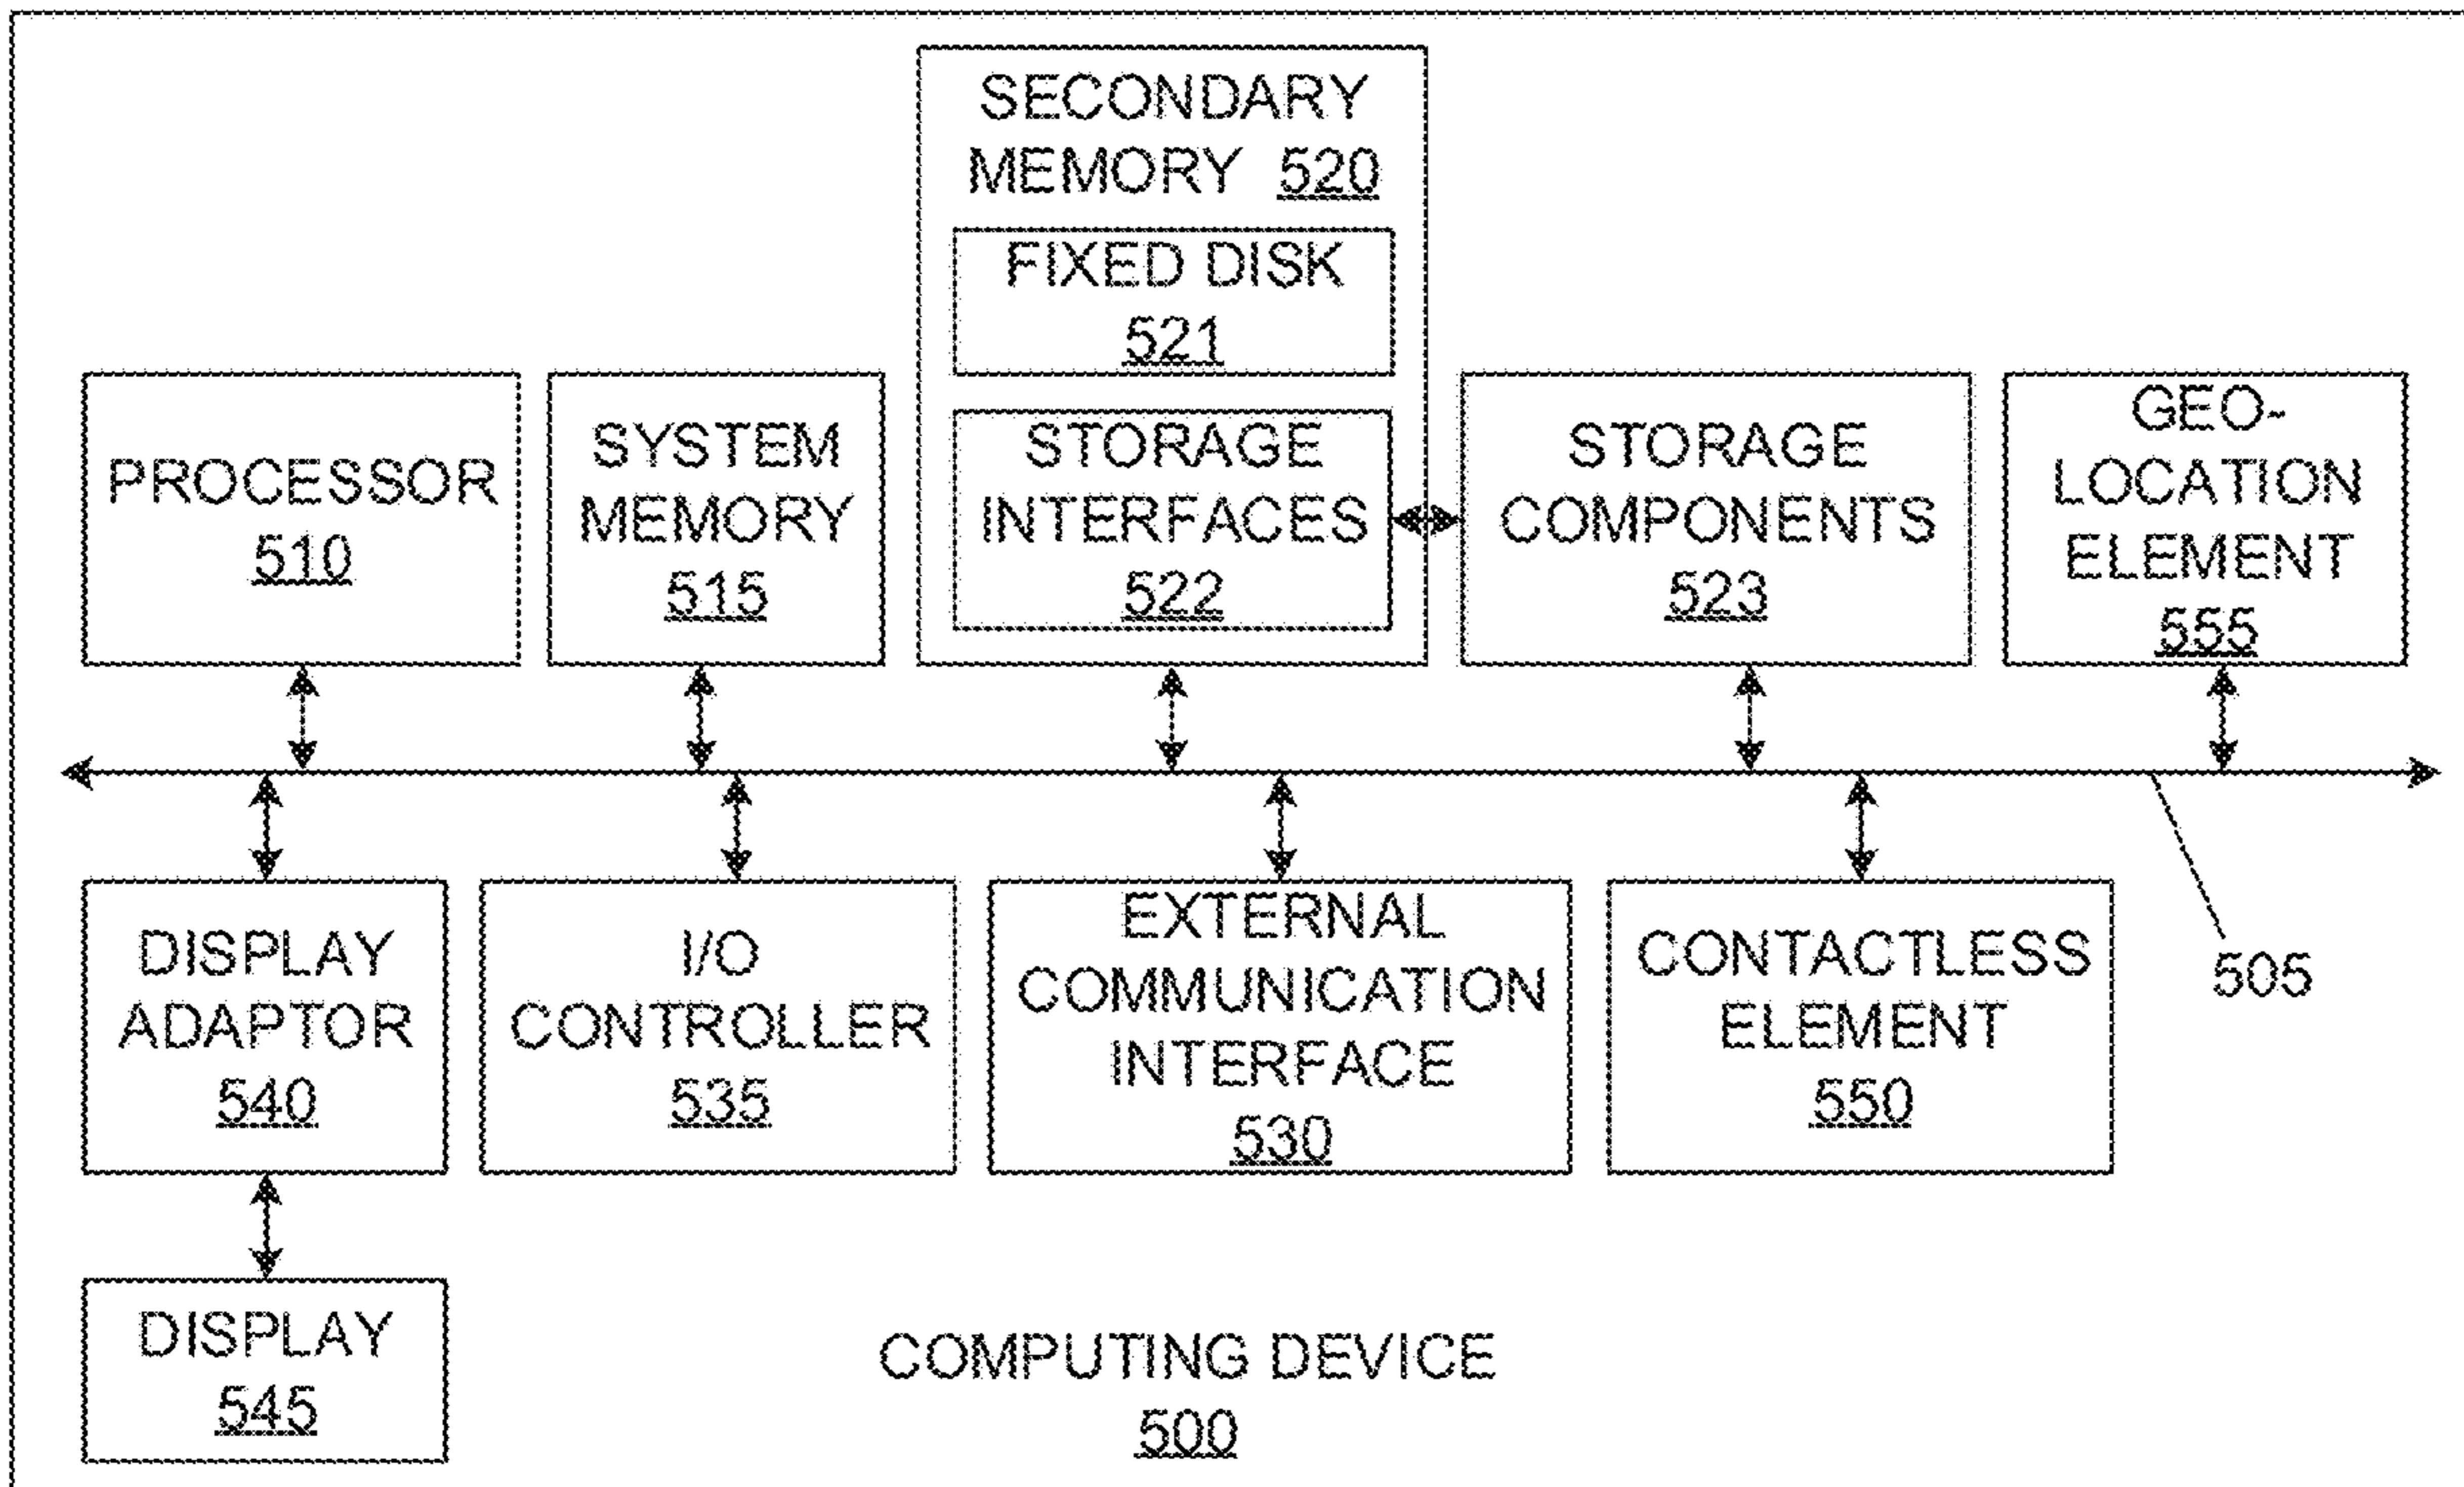 SECONDARY
MEMORY 520
FIXED DISK
521
STORAGE
INTERFACES
522
PROCESSOR
510
SYSTEM
MEMORY
515
STORAGE
COMPONENTS
523
GEO-
LOCATION
ELEMENT
555
DISPLAY
ADAPTOR
540
I/O
CONTROLLER
535
EXTERNAL
COMMUNICATION
INTERFACE
530
CONTACTLESS
ELEMENT
550
505
DISPLAY
545
COMPUTING DEVICE
500